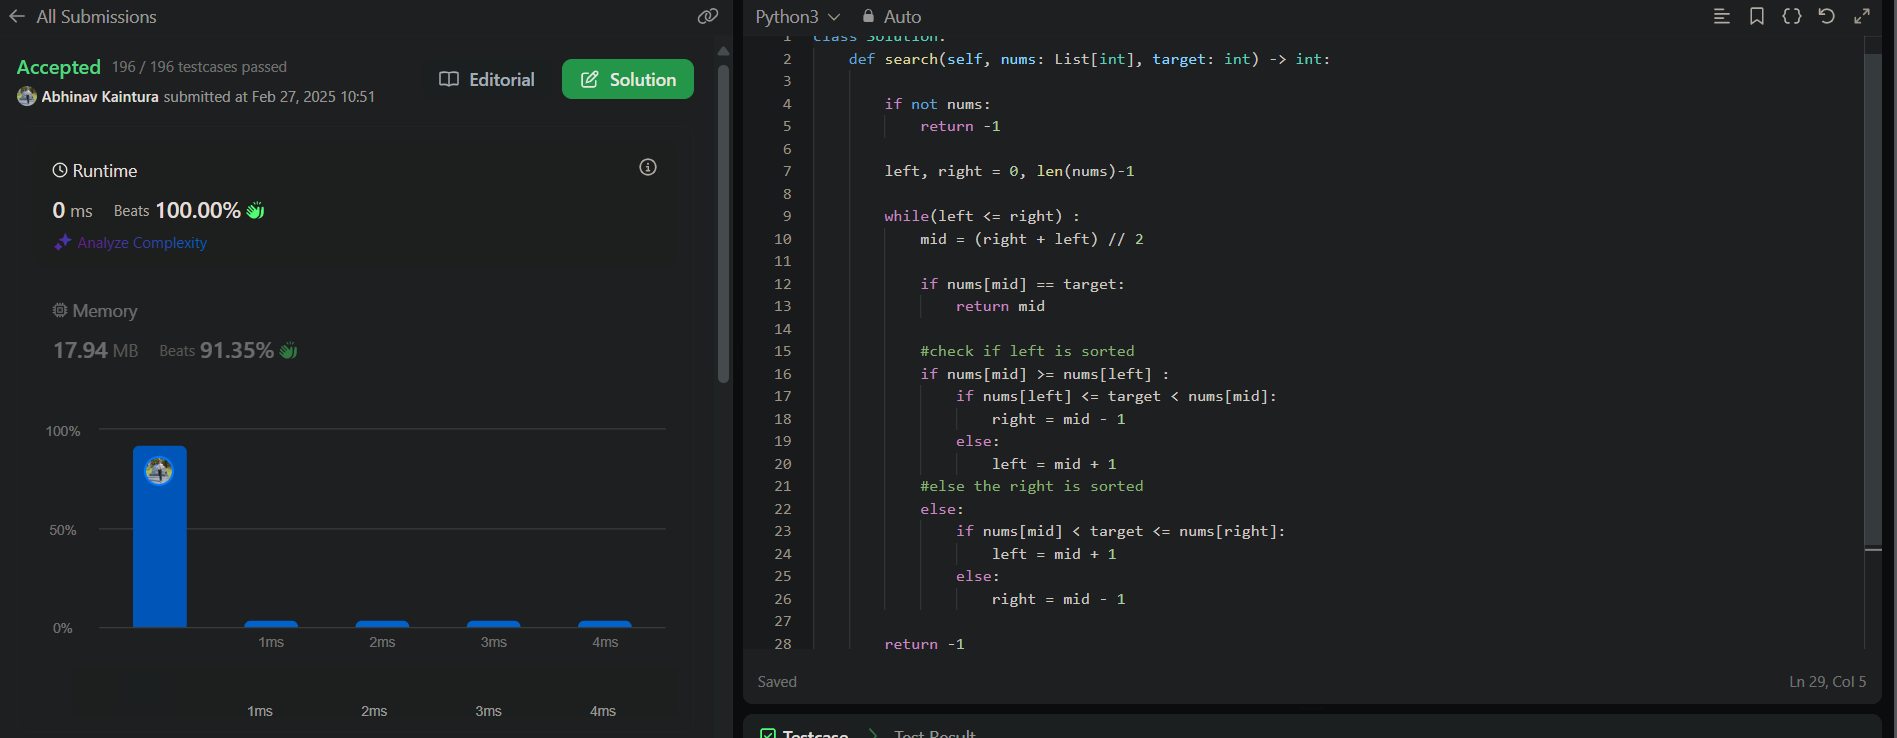 All Submissions
Accepted 196 / 196 testcases passed
Abhinav Kaintura submitted at Feb 27, 2025 10:51
Editorial
Solution
Runtime
0 ms Beats 100.00%
Analyze Complexity
Memory
17.94 MB Beats 91.35%
100%
50%
0%
1ms 2ms 3ms 4ms
1ms 2ms 3ms 4ms
Python3 Auto
1 class Solution:
2 def search(self, nums: List[int], target: int) -> int:
3
4 if not nums:
5 return -1
6
7 left, right = 0, len(nums)-1
8
9 while(left <= right) :
10 mid = (right + left) // 2
11
12 if nums[mid] == target:
13 return mid
14
15 #check if left is sorted
16 if nums[mid] >= nums[left] :
17 if nums[left] <= target < nums[mid]:
18 right = mid - 1
19 else:
20 left = mid + 1
21 #else the right is sorted
22 else:
23 if nums[mid] < target <= nums[right]:
24 left = mid + 1
25 else:
26 right = mid - 1
27
28 return -1
Saved
Ln 29, Col 5
Testcase
Test Result